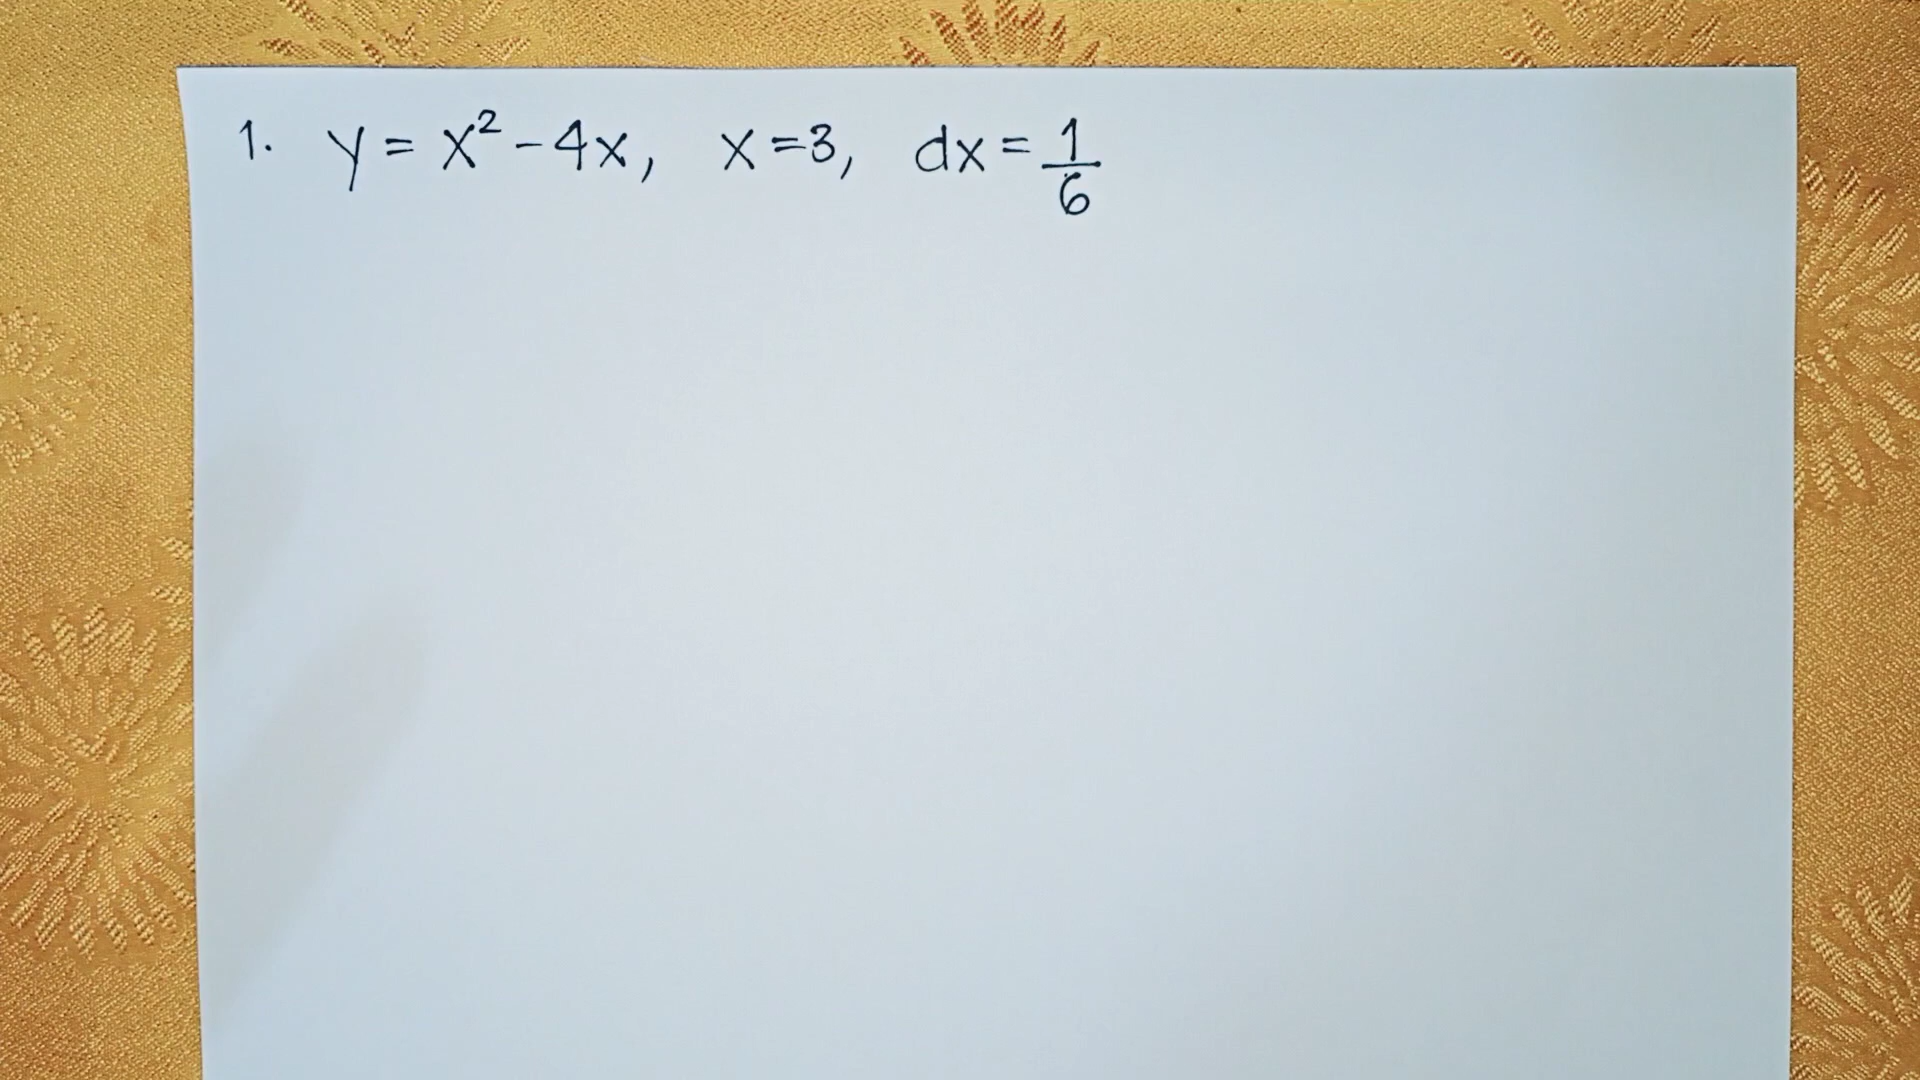 1. y = x² - 4x, x = 3, dx = 1/6